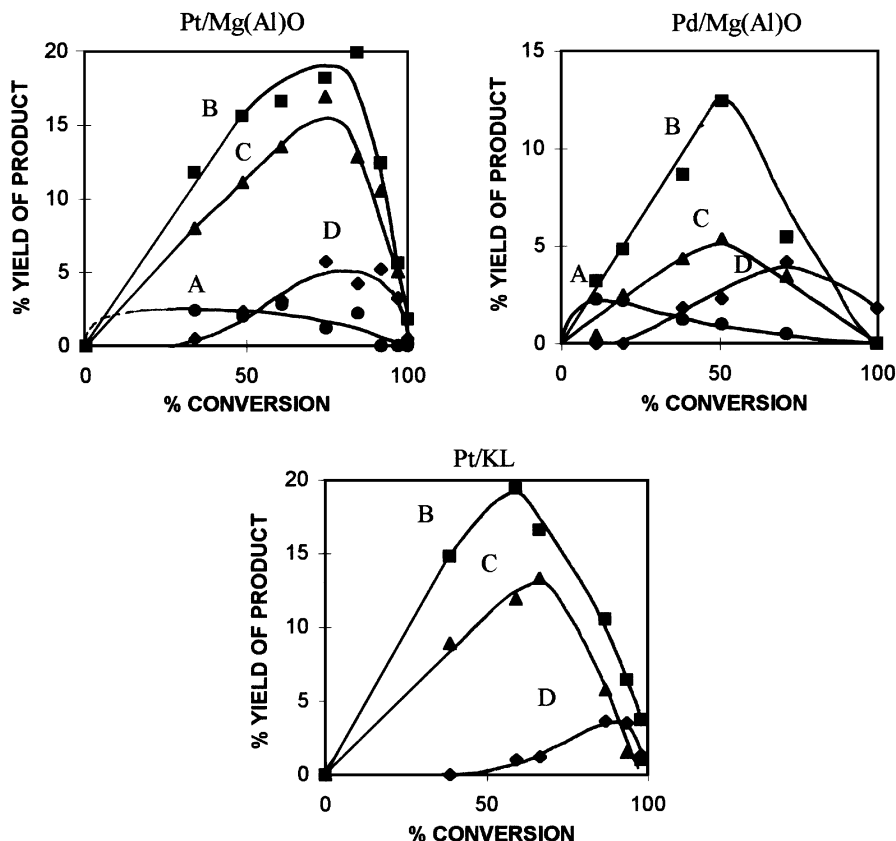 Pt/Mg(Al)O
20
15
10
5
0
0
50
100
% YIELD OF PRODUCT
% CONVERSION
B
C
D
A
Pd/Mg(Al)O
15
10
5
0
0
50
100
% YIELD OF PRODUCT
% CONVERSION
B
C
D
A
Pt/KL
20
15
10
5
0
0
50
100
% YIELD OF PRODUCT
% CONVERSION
B
C
D